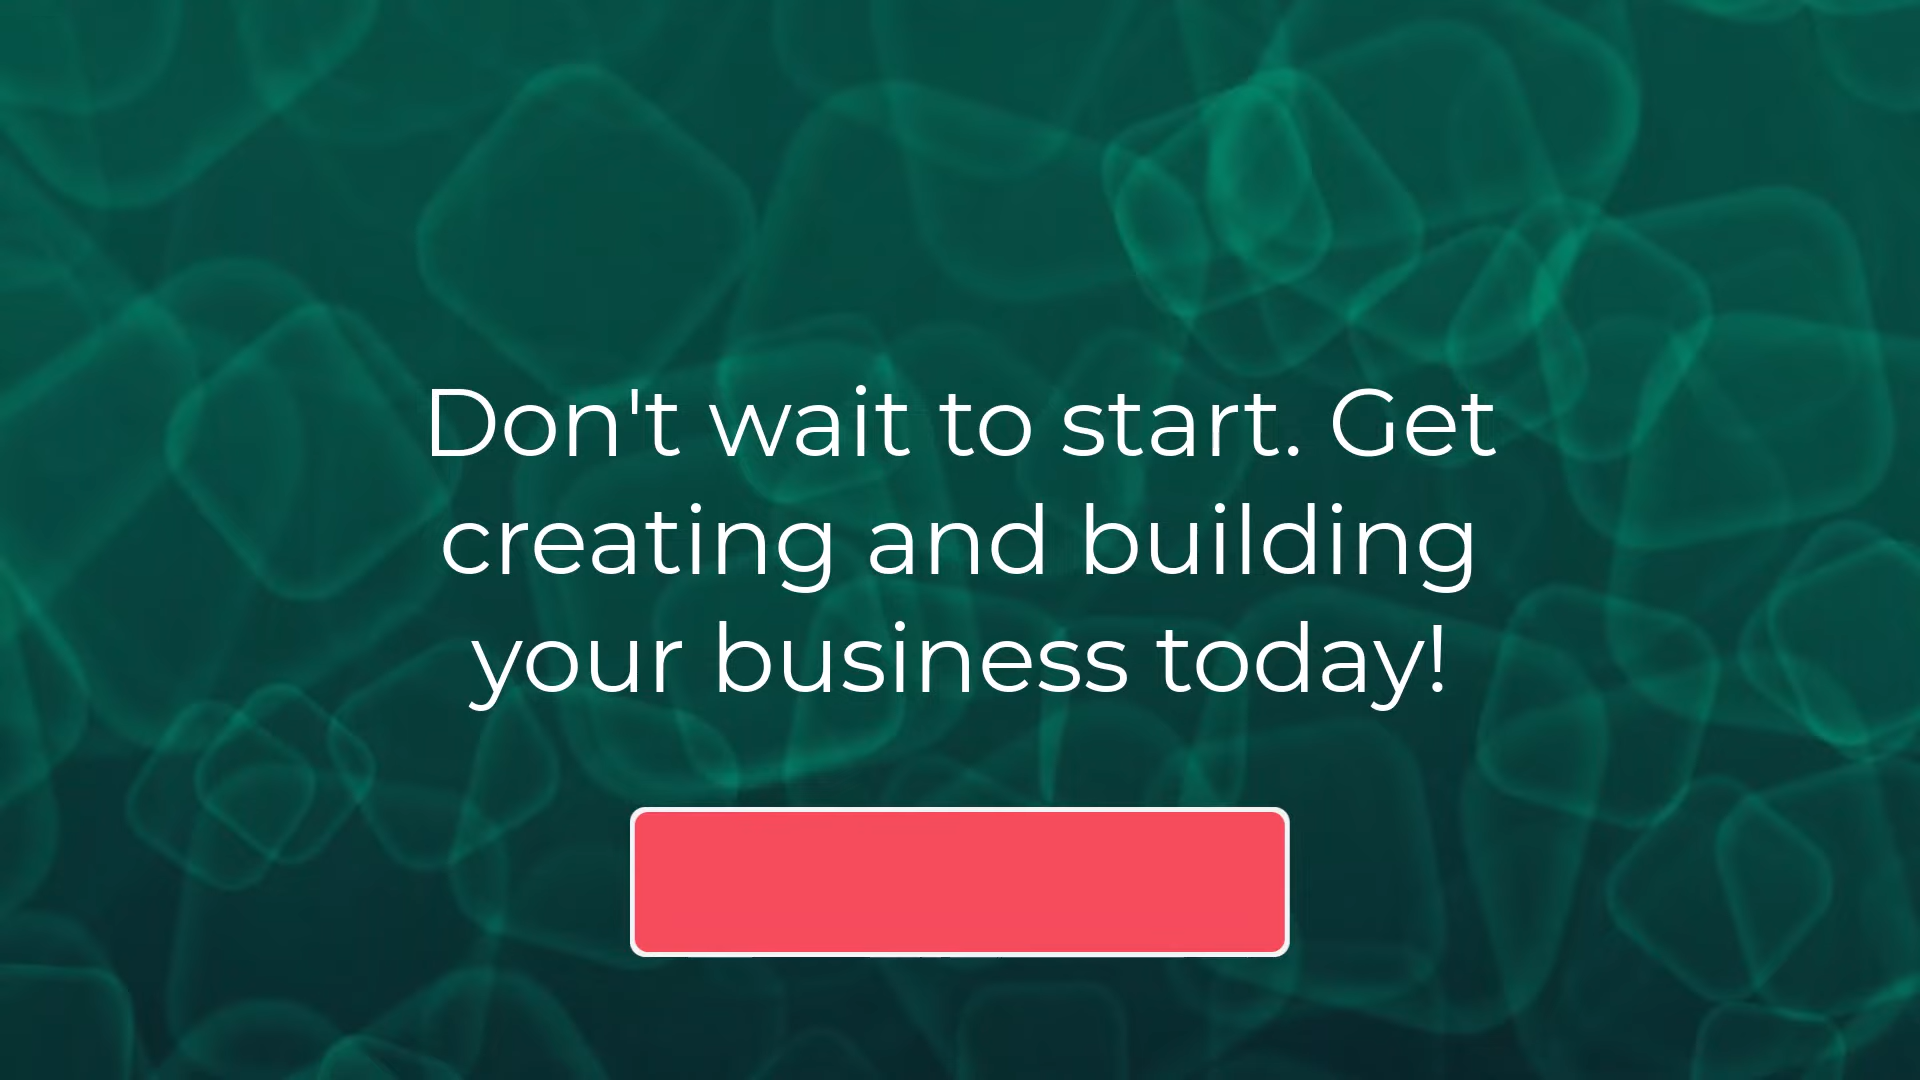 Don't wait to start. Get
creating and building
your business today!